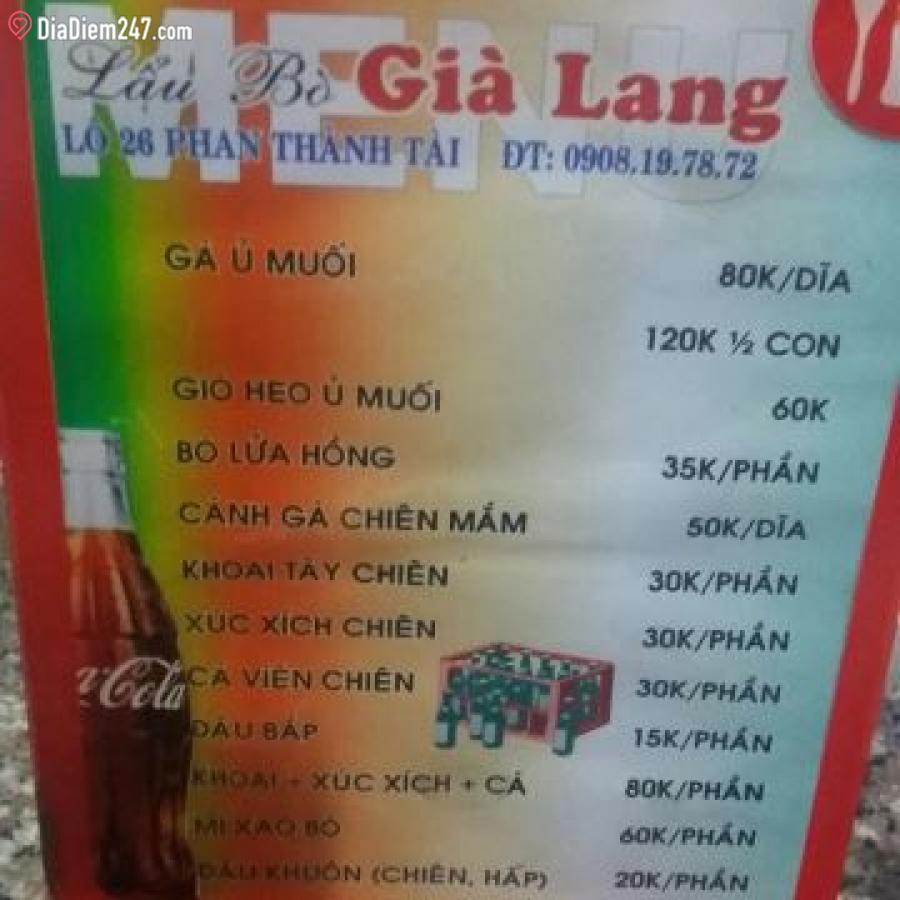 DiaDiem247.com
MENU
Lẩu Bò Già Lang
LÔ 26 PHAN THÀNH TÀI ĐT: 0908.19.78.72
GÀ Ủ MUỐI 80K/DĨA
120K ½ CON
GIÒ HEO Ủ MUỐI 60K
BÒ LỬA HỒNG 35K/PHẦN
CÁNH GÀ CHIÊN MẮM 50K/DĨA
KHOAI TÂY CHIÊN 30K/PHẦN
XÚC XÍCH CHIÊN 30K/PHẦN
CÁ VIÊN CHIÊN 30K/PHẦN
ĐẬU BẮP 15K/PHẦN
KHOAI + XÚC XÍCH + CÁ 80K/PHẦN
MÌ XÀO BÒ 60K/PHẦN
ĐẬU KHUÔN (CHIÊN, HẤP) 20K/PHẦN
Cola